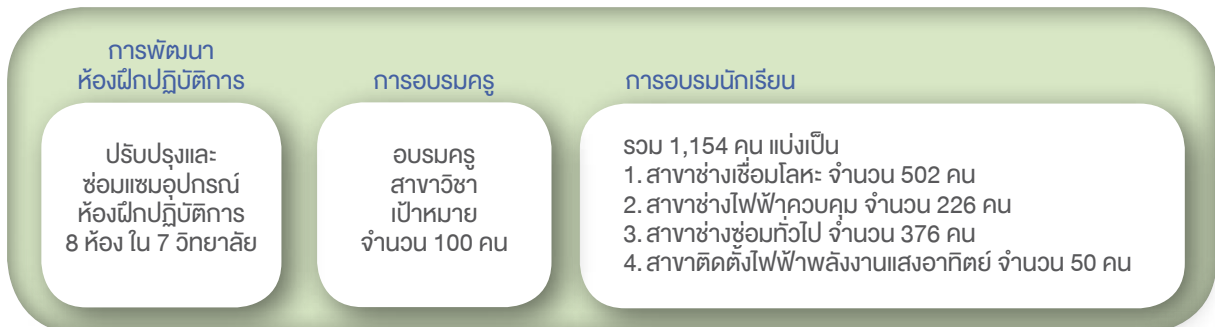 การพัฒนา
ห้องฝึกปฏิบัติการ
ปรับปรุงและ
ซ่อมแซมอุปกรณ์
ห้องฝึกปฏิบัติการ
8 ห้อง ใน 7 วิทยาลัย
การอบรมครู
อบรมครู
สาขาวิชา
เป้าหมาย
จำนวน 100 คน
การอบรมนักเรียน
รวม 1,154 คน แบ่งเป็น
1. สาขาช่างเชื่อมโลหะ จำนวน 502 คน
2. สาขาช่างไฟฟ้าควบคุม จำนวน 226 คน
3. สาขาช่างซ่อมทั่วไป จำนวน 376 คน
4. สาขาติดตั้งไฟฟ้าพลังงานแสงอาทิตย์ จำนวน 50 คน